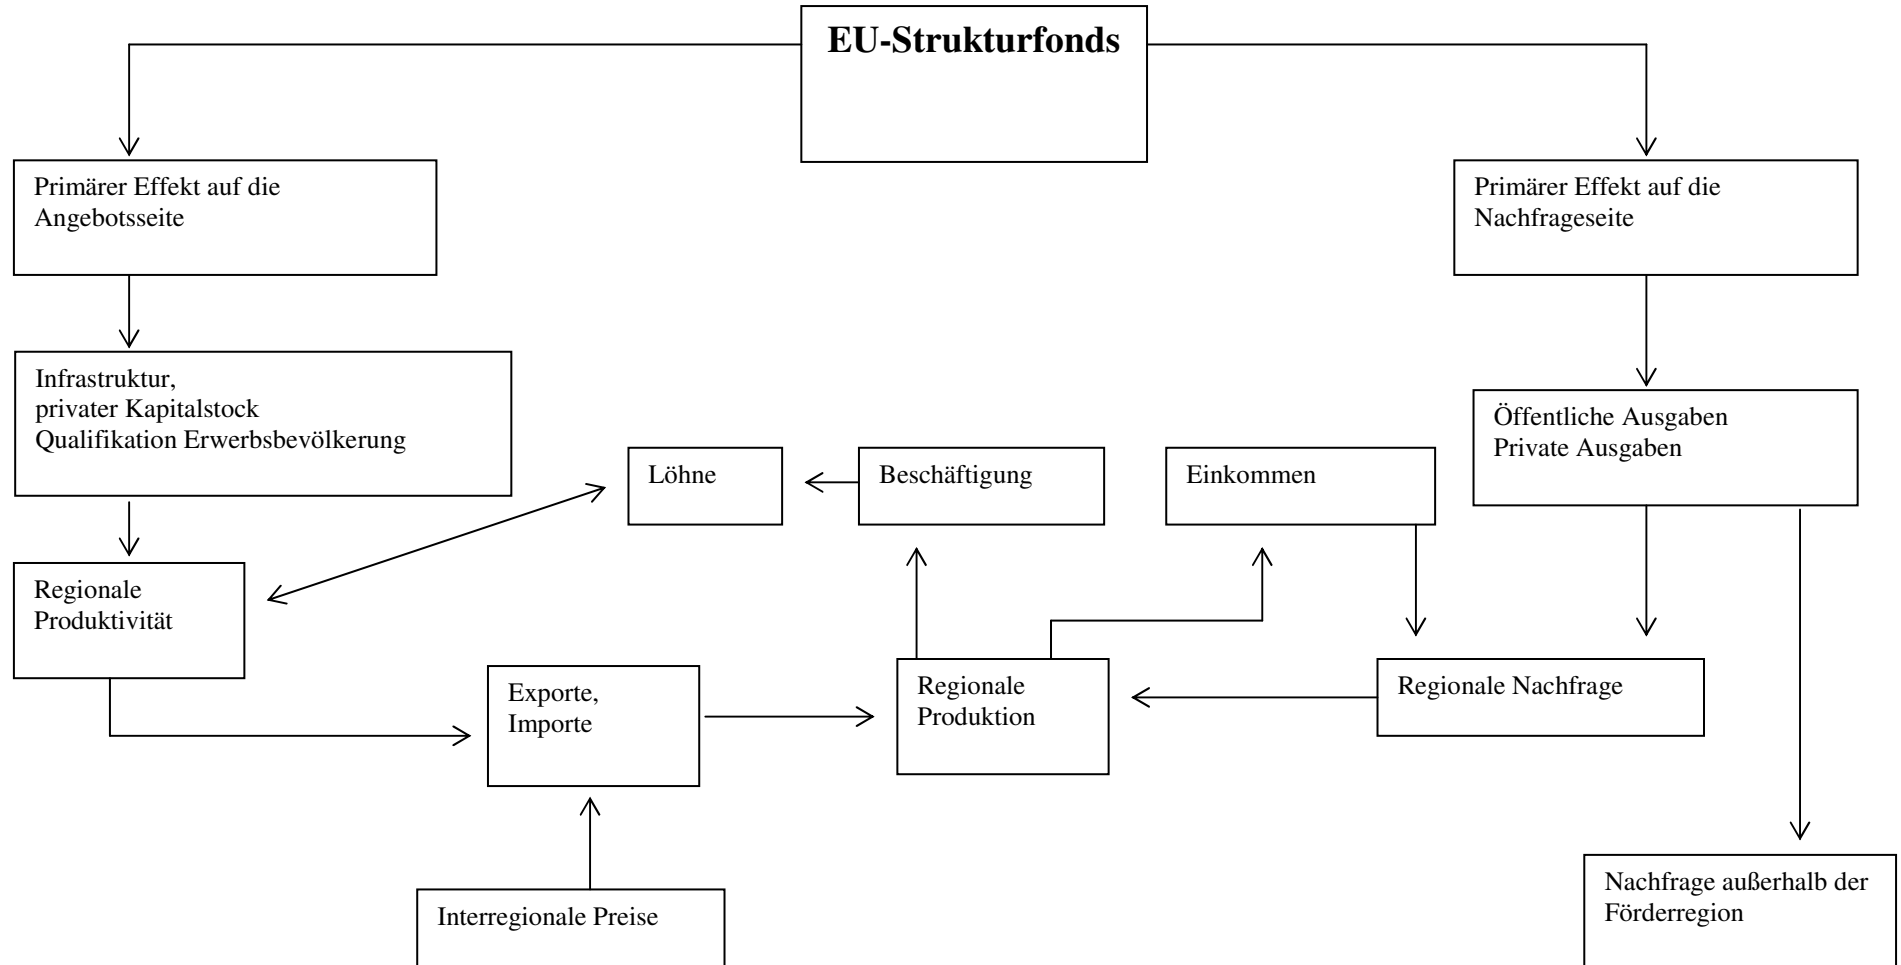 EU-Strukturfonds
Primärer Effekt auf die
Angebotsseite
Primärer Effekt auf die
Nachfrageseite
Infrastruktur,
privater Kapitalstock
Qualifikation Erwerbsbevölkerung
Öffentliche Ausgaben
Private Ausgaben
Löhne
Beschäftigung
Einkommen
Regionale
Produktivität
Exporte,
Importe
Regionale
Produktion
Regionale Nachfrage
Interregionale Preise
Nachfrage außerhalb der
Förderregion